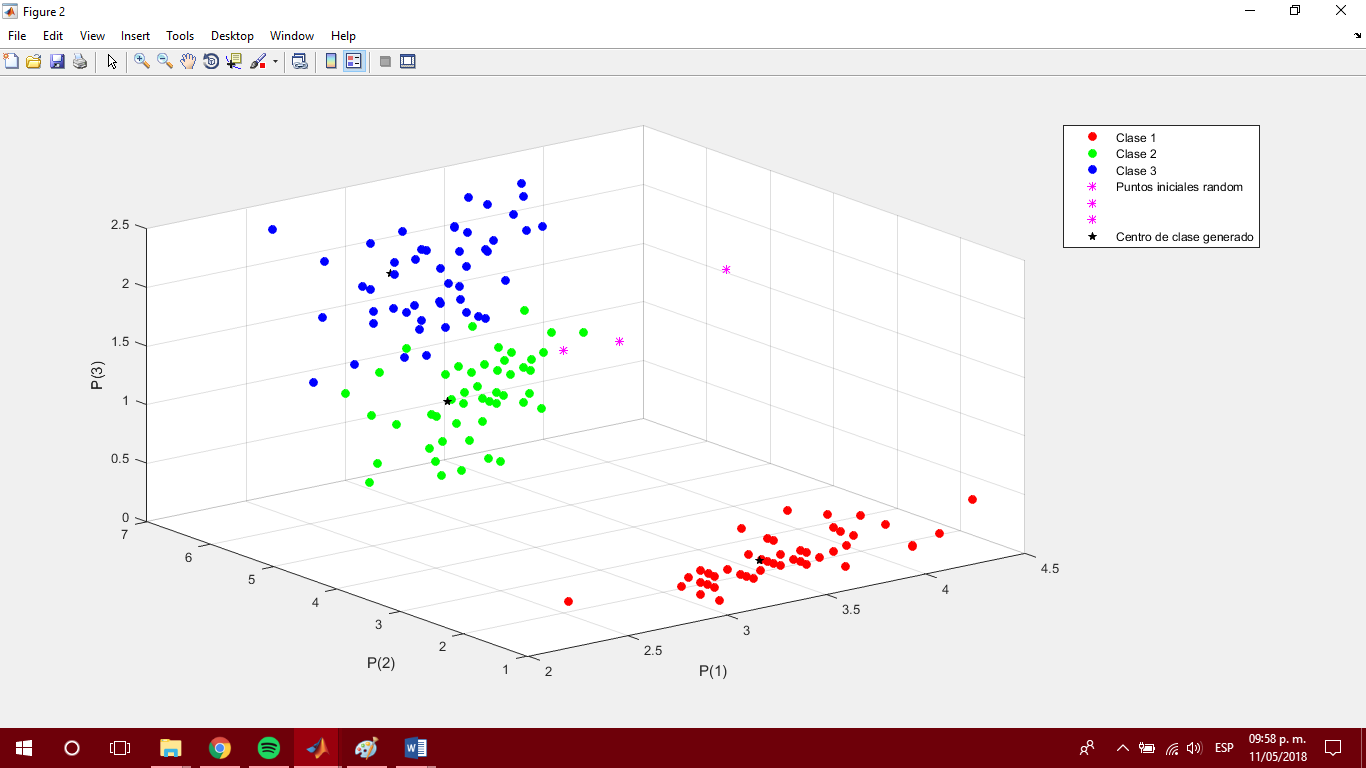 Figure 2
File Edit View Insert Tools Desktop Window Help
Clase 1
Clase 2
Clase 3
Puntos iniciales random
Centro de clase generado
2.5
2
1.5
1
0.5
0
P(3)
7
6
5
4
3
2
1
P(2)
2
2.5
3
3.5
4
4.5
P(1)
ESP
09:58 p. m.
11/05/2018